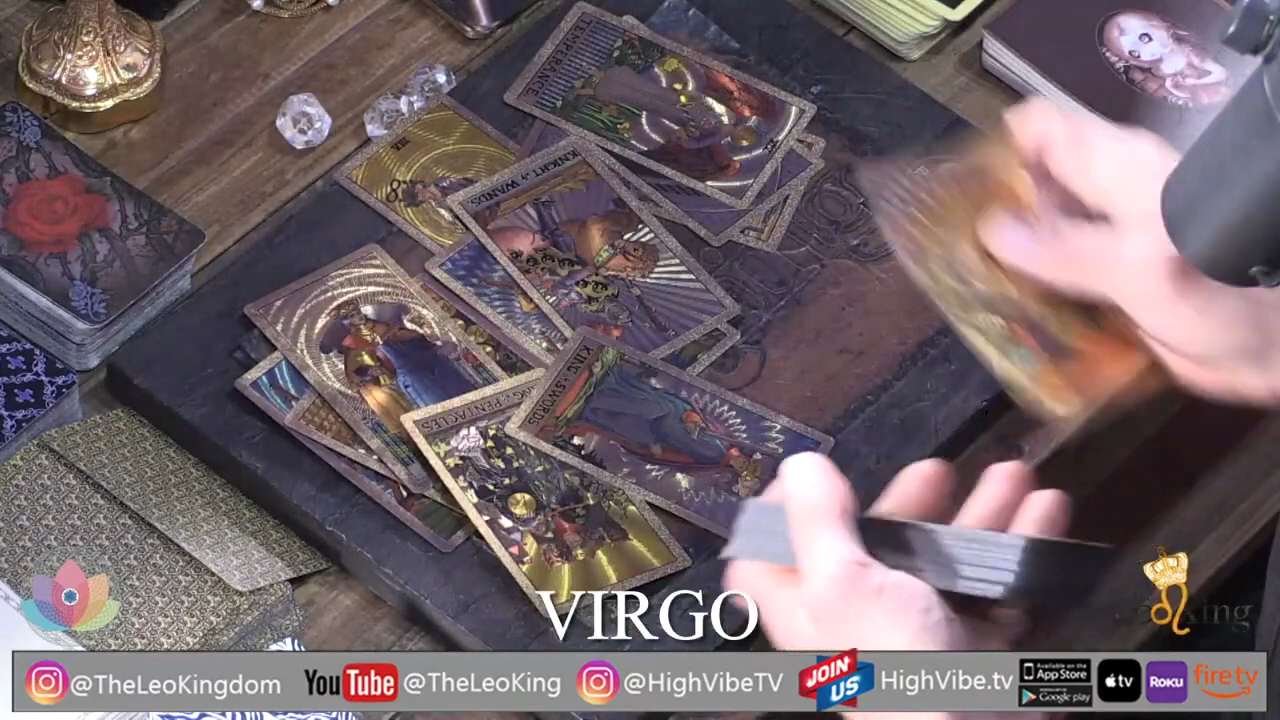 TEMPERANCE
KNIGHT of WANDS
KING of SWORDS
PENTACLES
VIRGO
King
@TheLeoKingdom
YouTube @TheLeoKing
@HighVibeTV
JOIN US
HighVibe.tv
Available on the App Store
Google play
tv
ROKU
fire tv